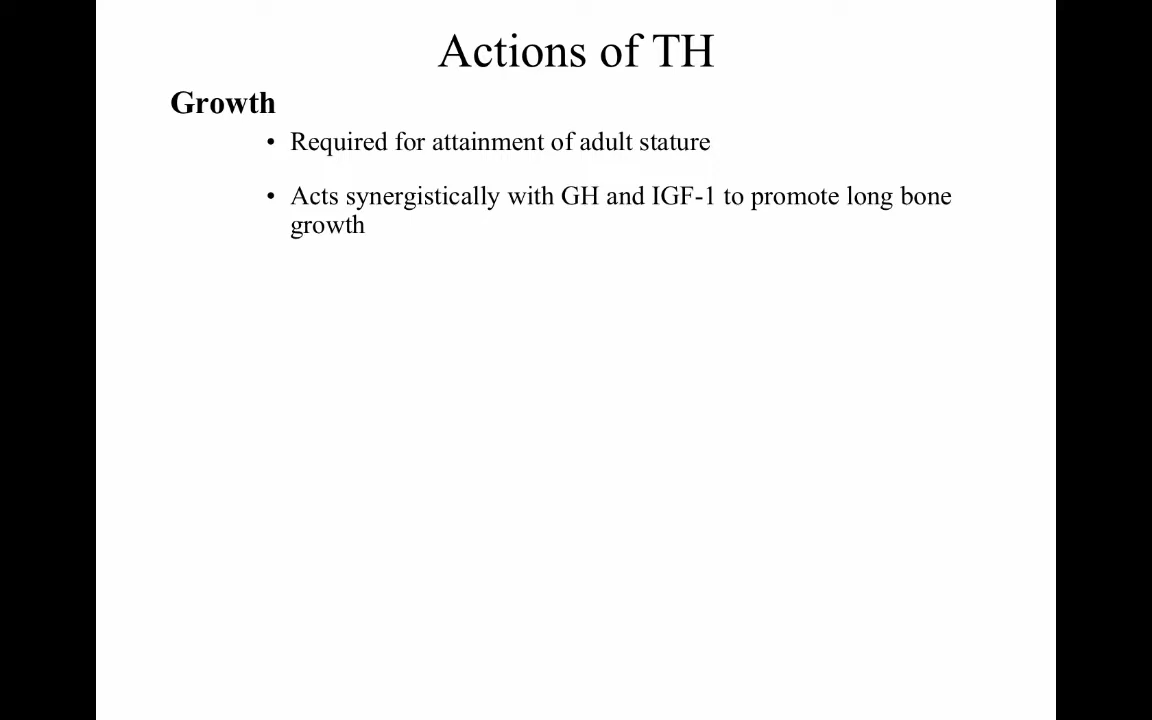 Actions of TH
Growth
• Required for attainment of adult stature
• Acts synergistically with GH and IGF-1 to promote long bone
growth